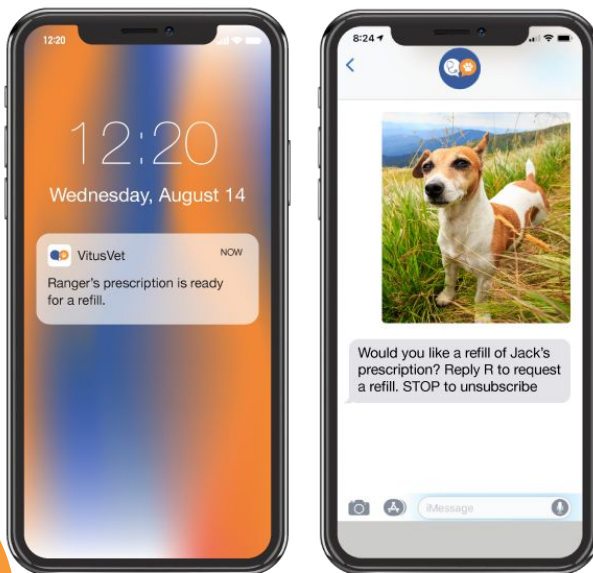 12:20
12:20
Wednesday, August 14
VitusVet
NOW
Ranger's prescription is ready
for a refill.
8:24
Would you like a refill of Jack's
prescription? Reply R to request
a refill. STOP to unsubscribe
iMessage